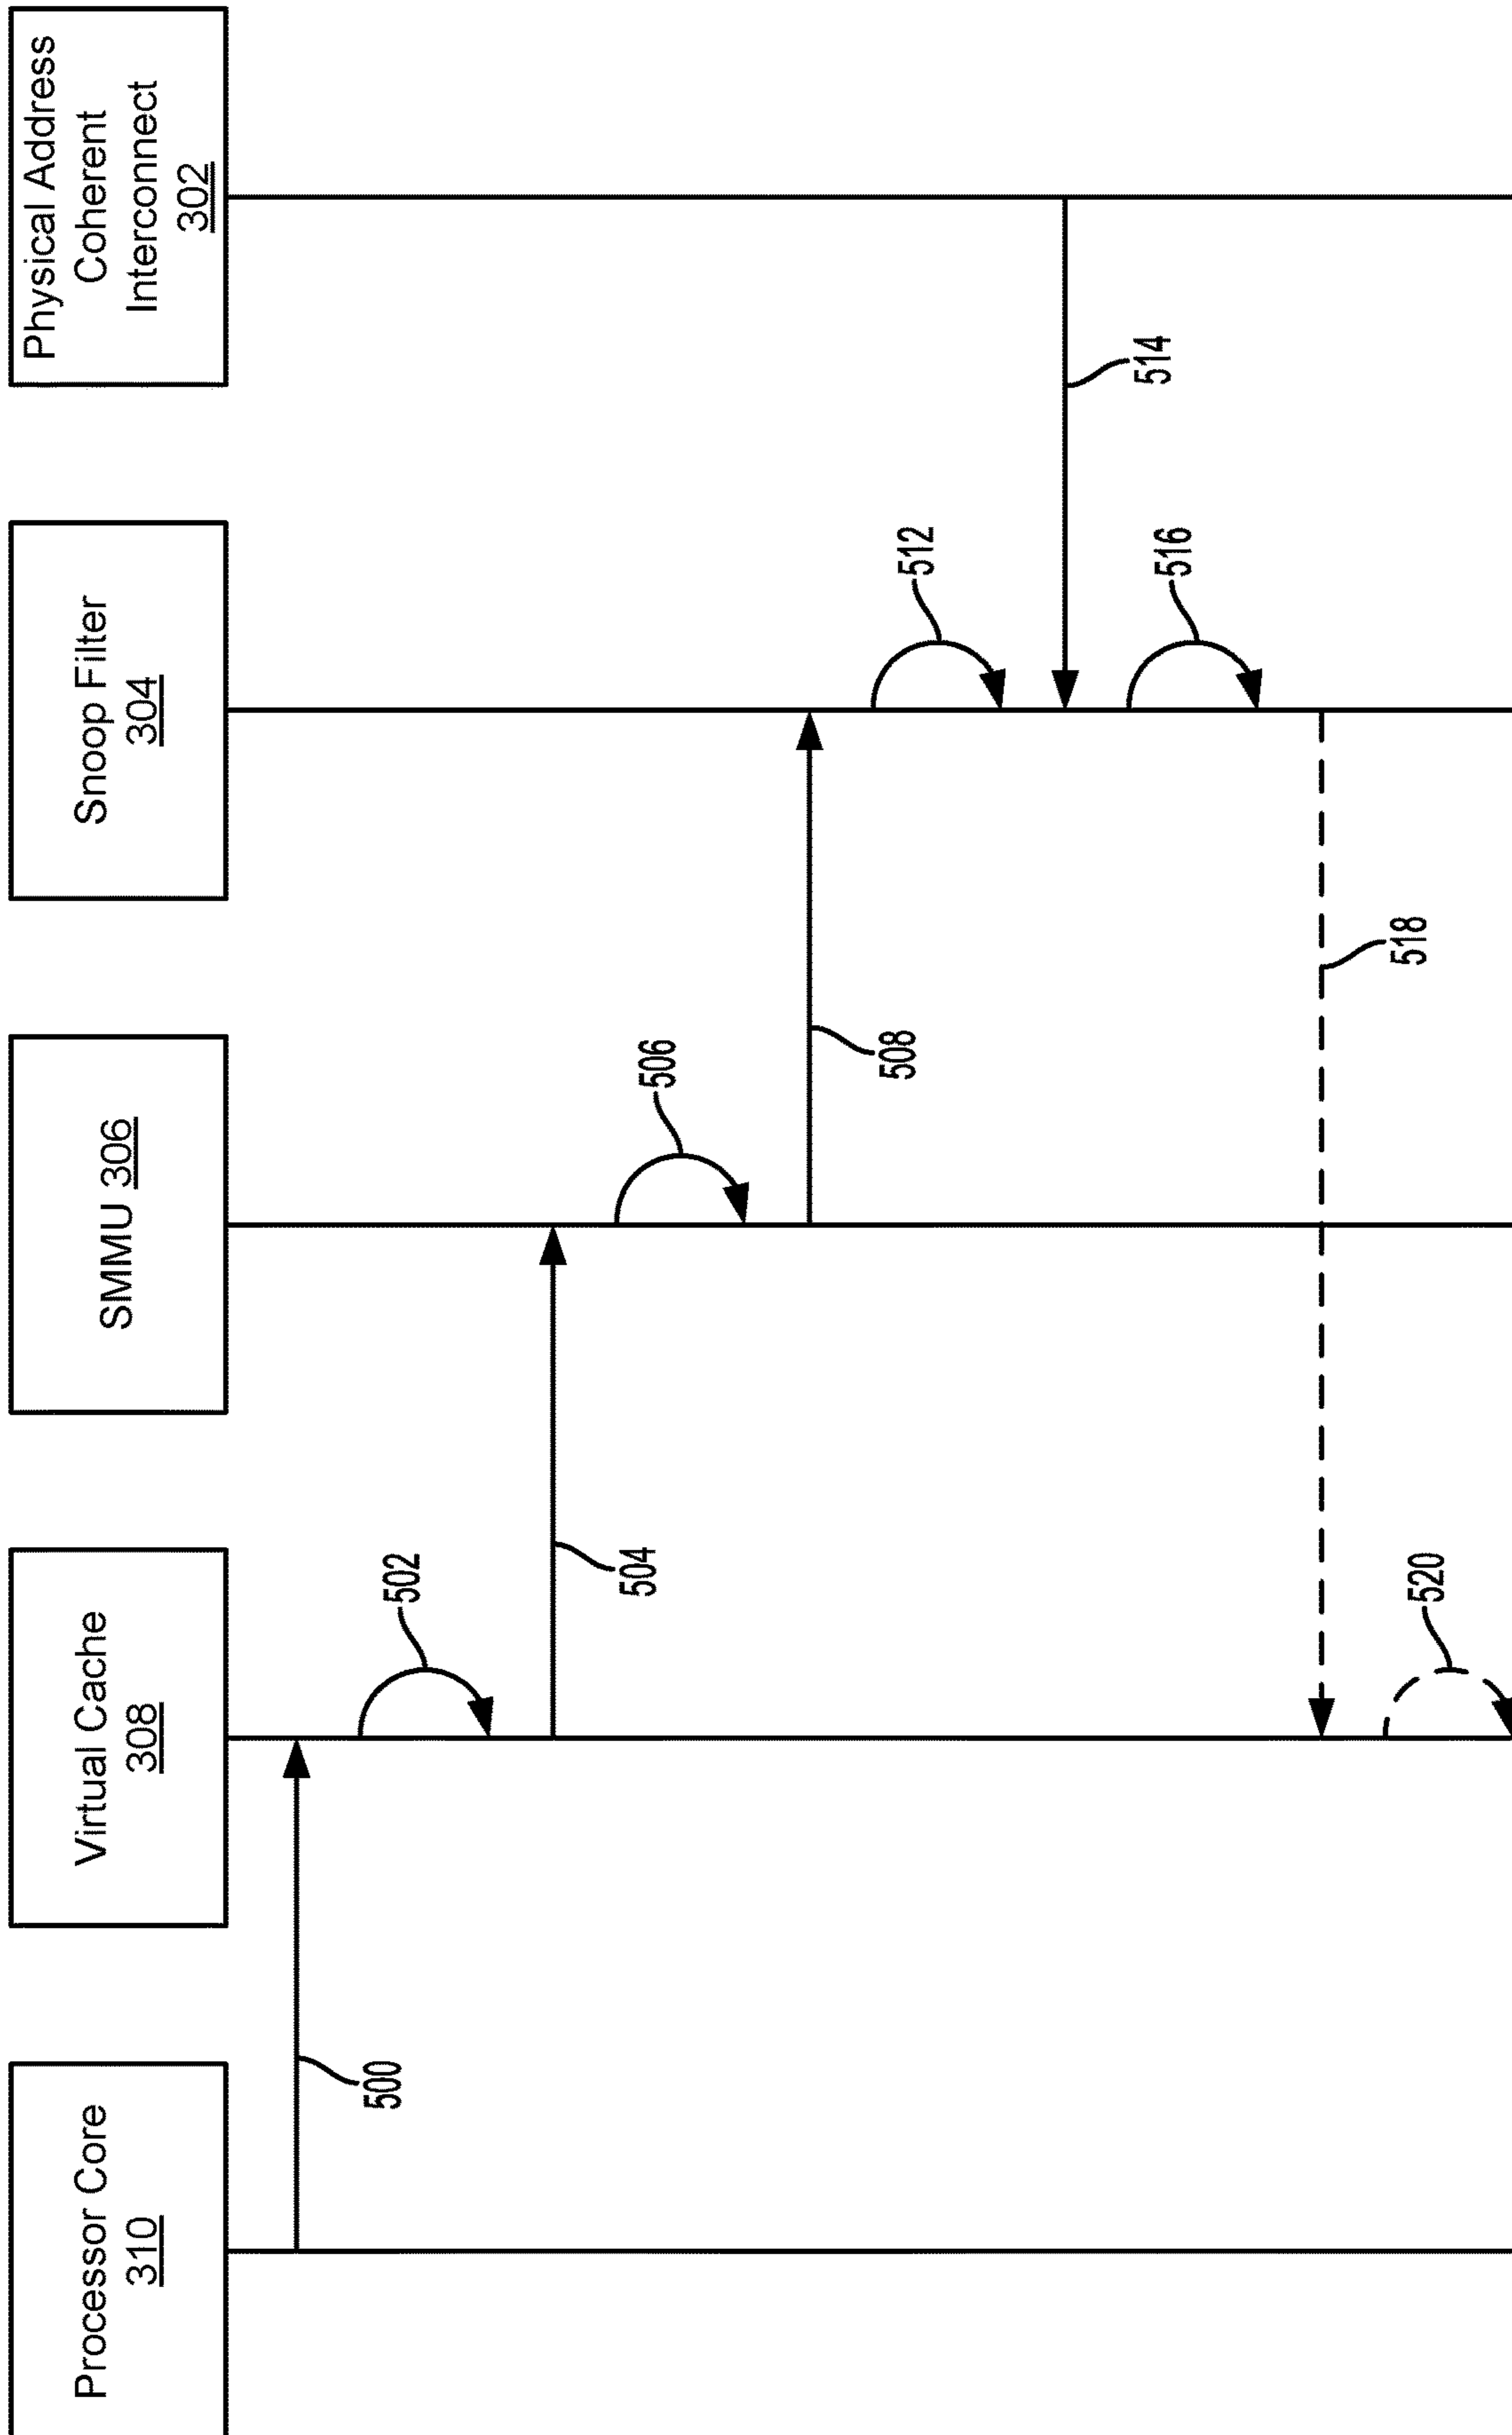 Processor Core
310
Virtual Cache
308
SMMU 306
Snoop Filter
304
Physical Address
Coherent
Interconnect
302
500
502
504
506
508
512
514
516
518
520